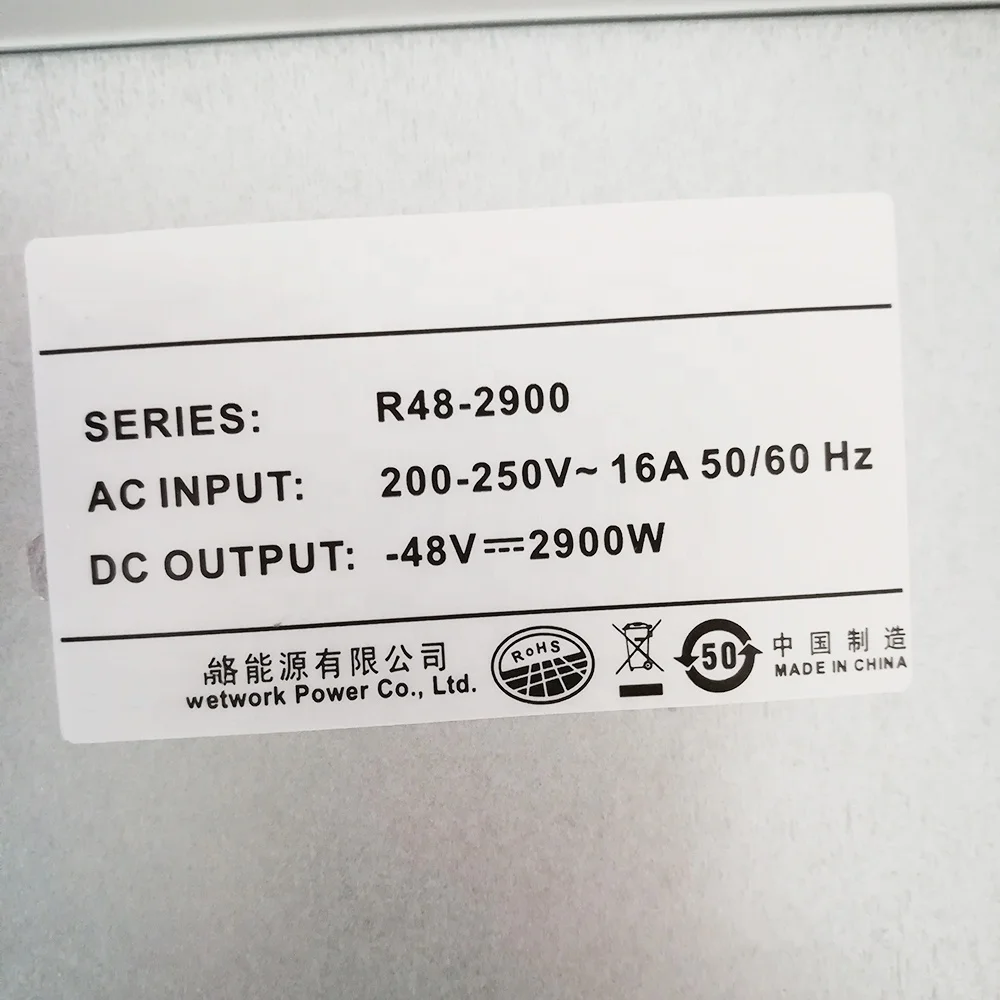 SERIES: R48-2900
AC INPUT: 200-250V~ 16A 50/60 Hz
DC OUTPUT: -48V⎓2900W
能源有限公司
wetwork Power Co., Ltd.
RoHS
50
中国制造
MADE IN CHINA